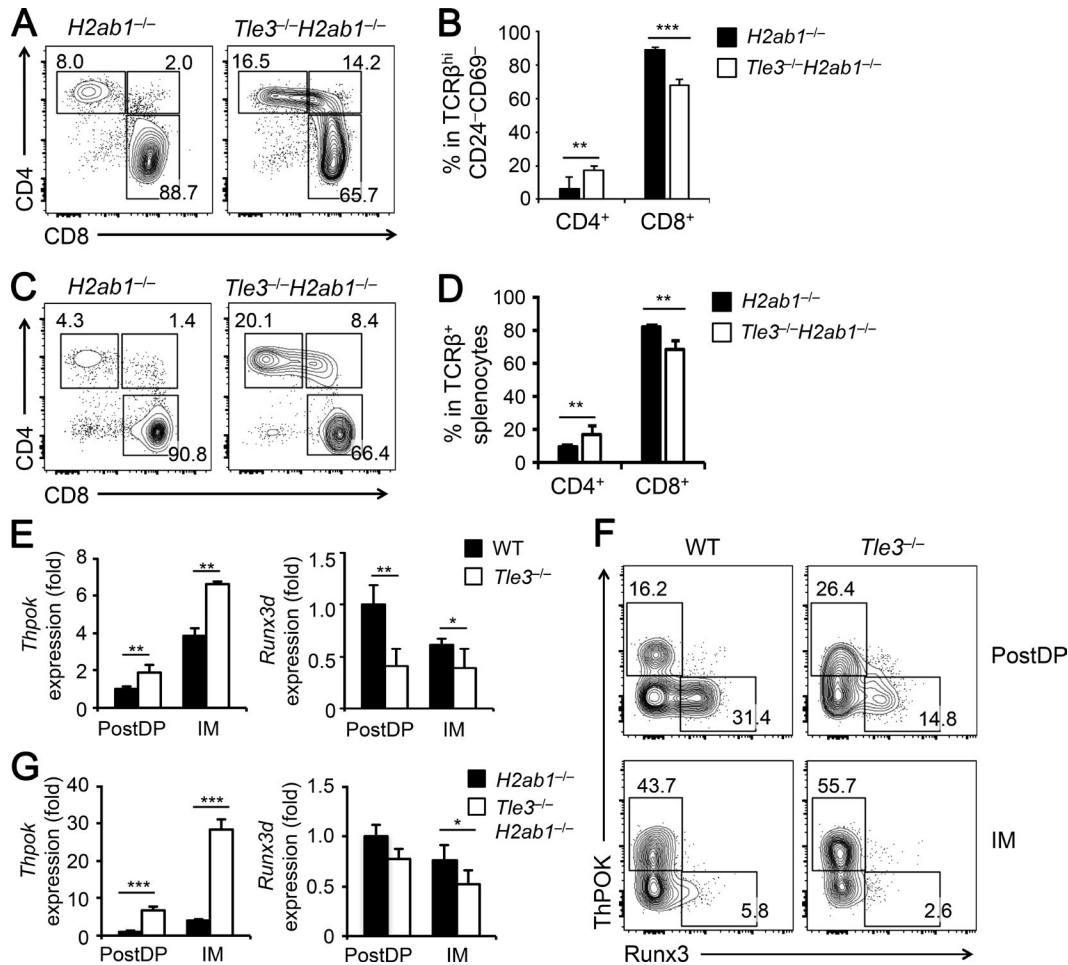 A
H2ab1–/–
Tle3–/–H2ab1–/–
8.0
2.0
88.7
16.5
14.2
65.7
CD4
CD8
B
% in TCRβhi
CD24–CD69–
100
80
60
40
20
0
**
***
CD4+
CD8+
H2ab1–/–
Tle3–/–H2ab1–/–
C
H2ab1–/–
Tle3–/–H2ab1–/–
4.3
1.4
90.8
20.1
8.4
66.4
CD4
CD8
D
% in TCRβ+
splenocytes
100
80
60
40
20
0
**
**
CD4+
CD8+
H2ab1–/–
Tle3–/–H2ab1–/–
E
Thpok
expression (fold)
8
6
4
2
0
**
**
PostDP
IM
Runx3d
expression (fold)
1.5
1.0
0.5
0
**
*
PostDP
IM
WT
Tle3–/–
F
WT
Tle3–/–
16.2
31.4
26.4
14.8
PostDP
43.7
5.8
55.7
2.6
IM
ThPOK
Runx3
G
Thpok
expression (fold)
40
30
20
10
0
***
***
PostDP
IM
Runx3d
expression (fold)
1.5
1.0
0.5
0
*
PostDP
IM
H2ab1–/–
Tle3–/–
H2ab1–/–